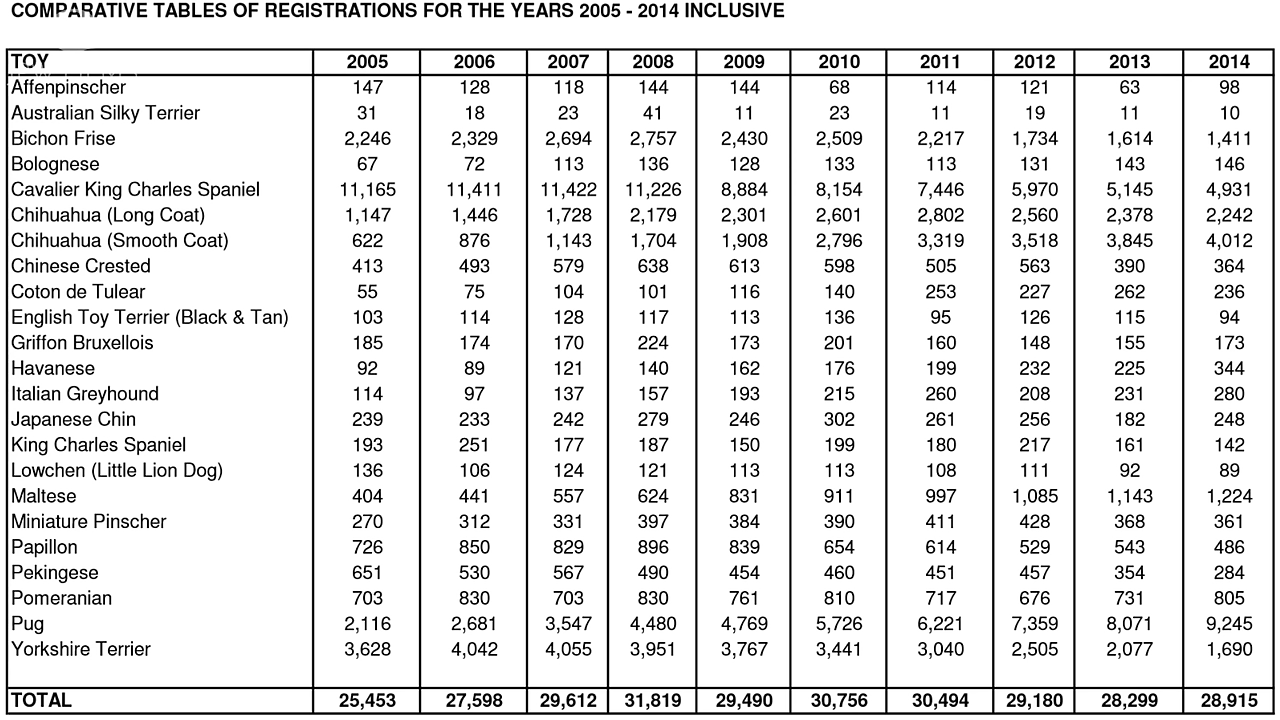 COMPARATIVE TABLES OF REGISTRATIONS FOR THE YEARS 2005 - 2014 INCLUSIVE
TOY 2005 2006 2007 2008 2009 2010 2011 2012 2013 2014
Affenpinscher 147 128 118 144 144 68 114 121 63 98
Australian Silky Terrier 31 18 23 41 11 23 11 19 11 10
Bichon Frise 2,246 2,329 2,694 2,757 2,430 2,509 2,217 1,734 1,614 1,411
Bolognese 67 72 113 136 128 133 113 131 143 146
Cavalier King Charles Spaniel 11,165 11,411 11,422 11,226 8,884 8,154 7,446 5,970 5,145 4,931
Chihuahua (Long Coat) 1,147 1,446 1,728 2,179 2,301 2,601 2,802 2,560 2,378 2,242
Chihuahua (Smooth Coat) 622 876 1,143 1,704 1,908 2,796 3,319 3,518 3,845 4,012
Chinese Crested 413 493 579 638 613 598 505 563 390 364
Coton de Tulear 55 75 104 101 116 140 253 227 262 236
English Toy Terrier (Black & Tan) 103 114 128 117 113 136 95 126 115 94
Griffon Bruxellois 185 174 170 224 173 201 160 148 155 173
Havanese 92 89 121 140 162 176 199 232 225 344
Italian Greyhound 114 97 137 157 193 215 260 208 231 280
Japanese Chin 239 233 242 279 246 302 261 256 182 248
King Charles Spaniel 193 251 177 187 150 199 180 217 161 142
Lowchen (Little Lion Dog) 136 106 124 121 113 113 108 111 92 89
Maltese 404 441 557 624 831 911 997 1,085 1,143 1,224
Miniature Pinscher 270 312 331 397 384 390 411 428 368 361
Papillon 726 850 829 896 839 654 614 529 543 486
Pekingese 651 530 567 490 454 460 451 457 354 284
Pomeranian 703 830 703 830 761 810 717 676 731 805
Pug 2,116 2,681 3,547 4,480 4,769 5,726 6,221 7,359 8,071 9,245
Yorkshire Terrier 3,628 4,042 4,055 3,951 3,767 3,441 3,040 2,505 2,077 1,690
TOTAL 25,453 27,598 29,612 31,819 29,490 30,756 30,494 29,180 28,299 28,915